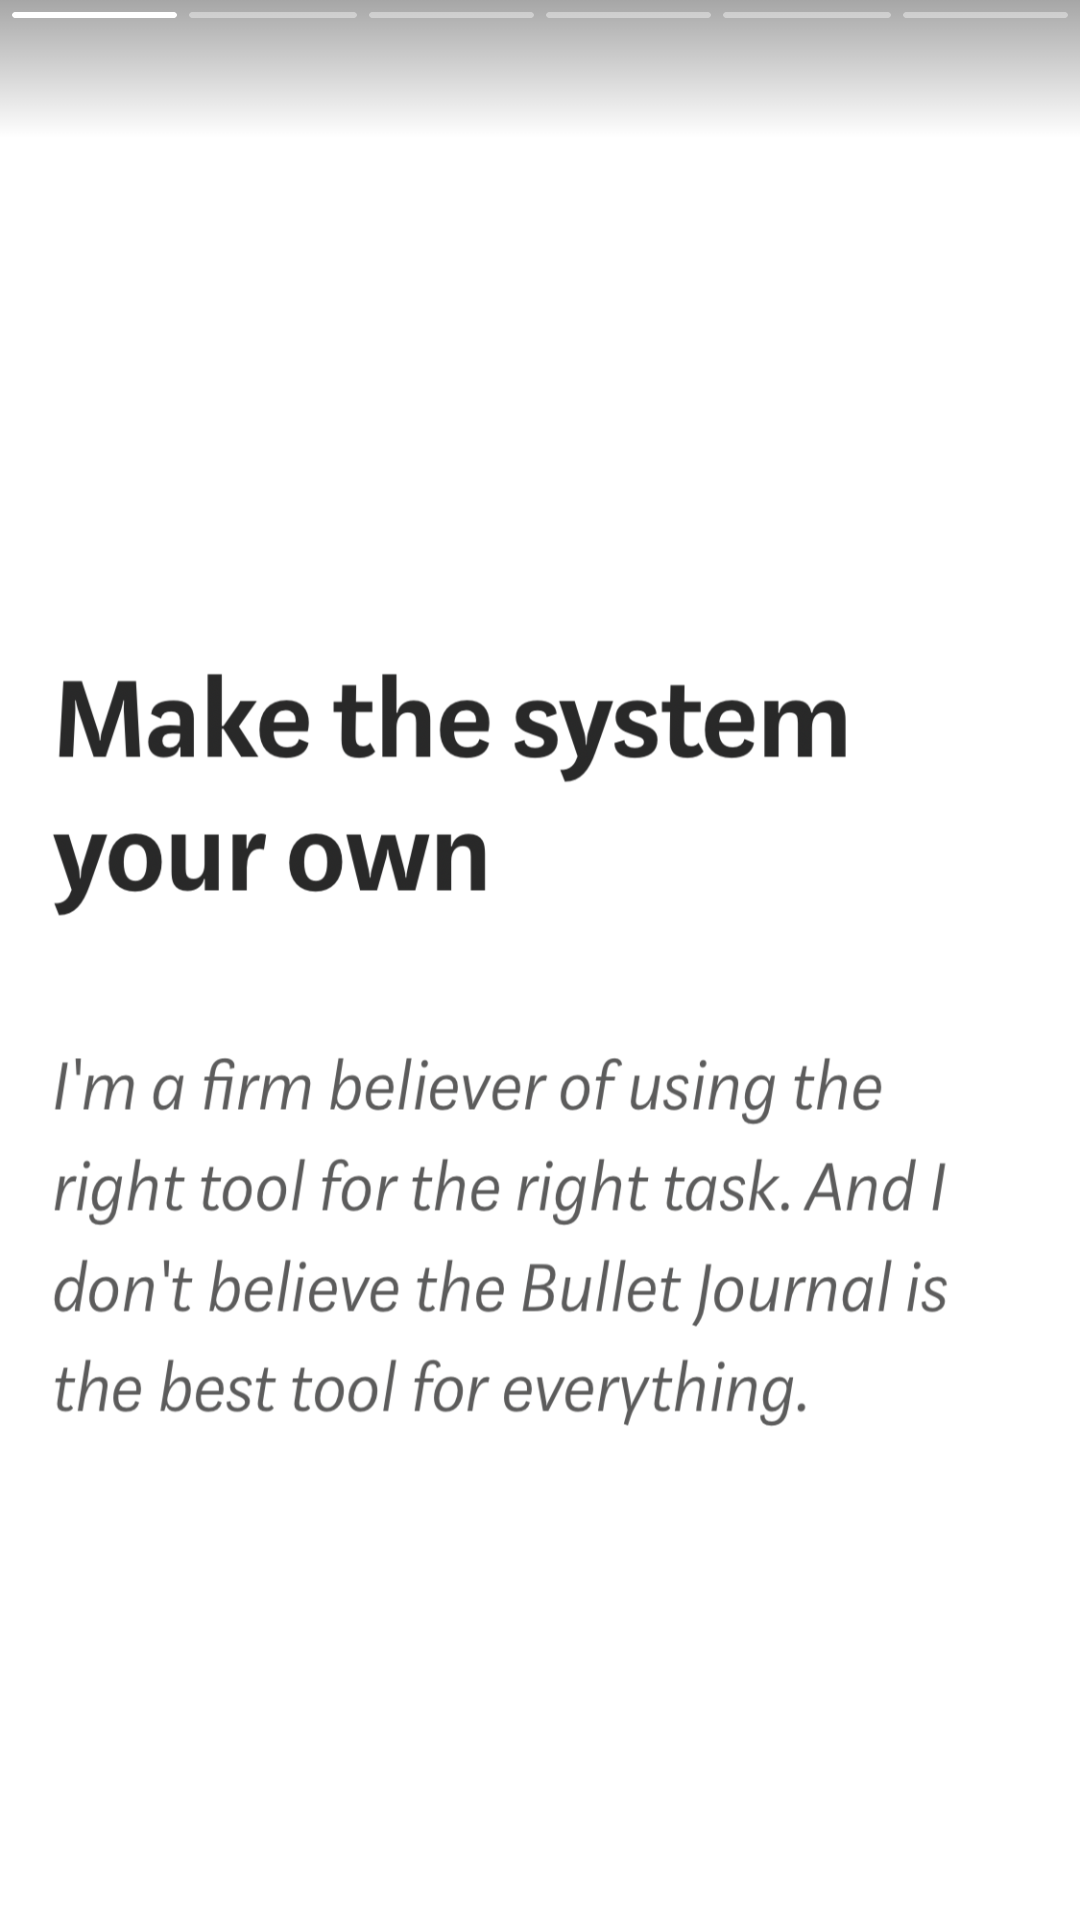 Make the system
your own
I'm a firm believer of using the
right tool for the right task. And I
don't believe the Bullet Journal is
the best tool for everything.